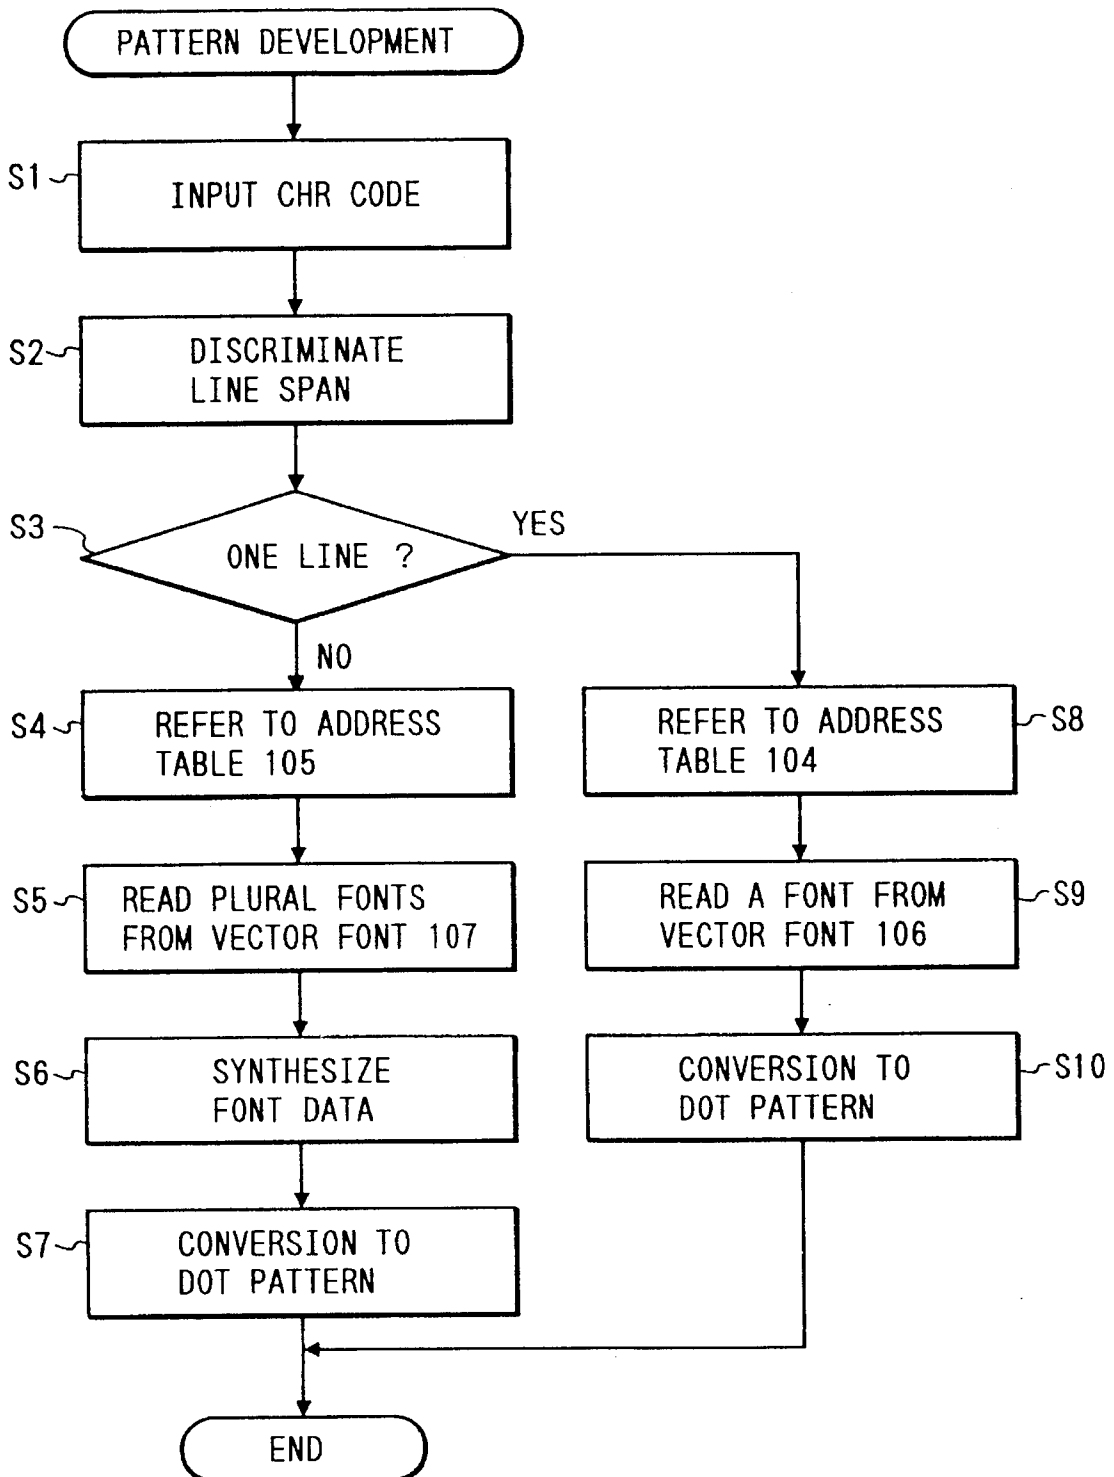 PATTERN DEVELOPMENT
S1
INPUT CHR CODE
S2
DISCRIMINATE
LINE SPAN
S3
ONE LINE ?
YES
NO
S4
REFER TO ADDRESS
TABLE 105
S5
READ PLURAL FONTS
FROM VECTOR FONT 107
S6
SYNTHESIZE
FONT DATA
S7
CONVERSION TO
DOT PATTERN
REFER TO ADDRESS
TABLE 104
S8
READ A FONT FROM
VECTOR FONT 106
S9
CONVERSION TO
DOT PATTERN
S10
END